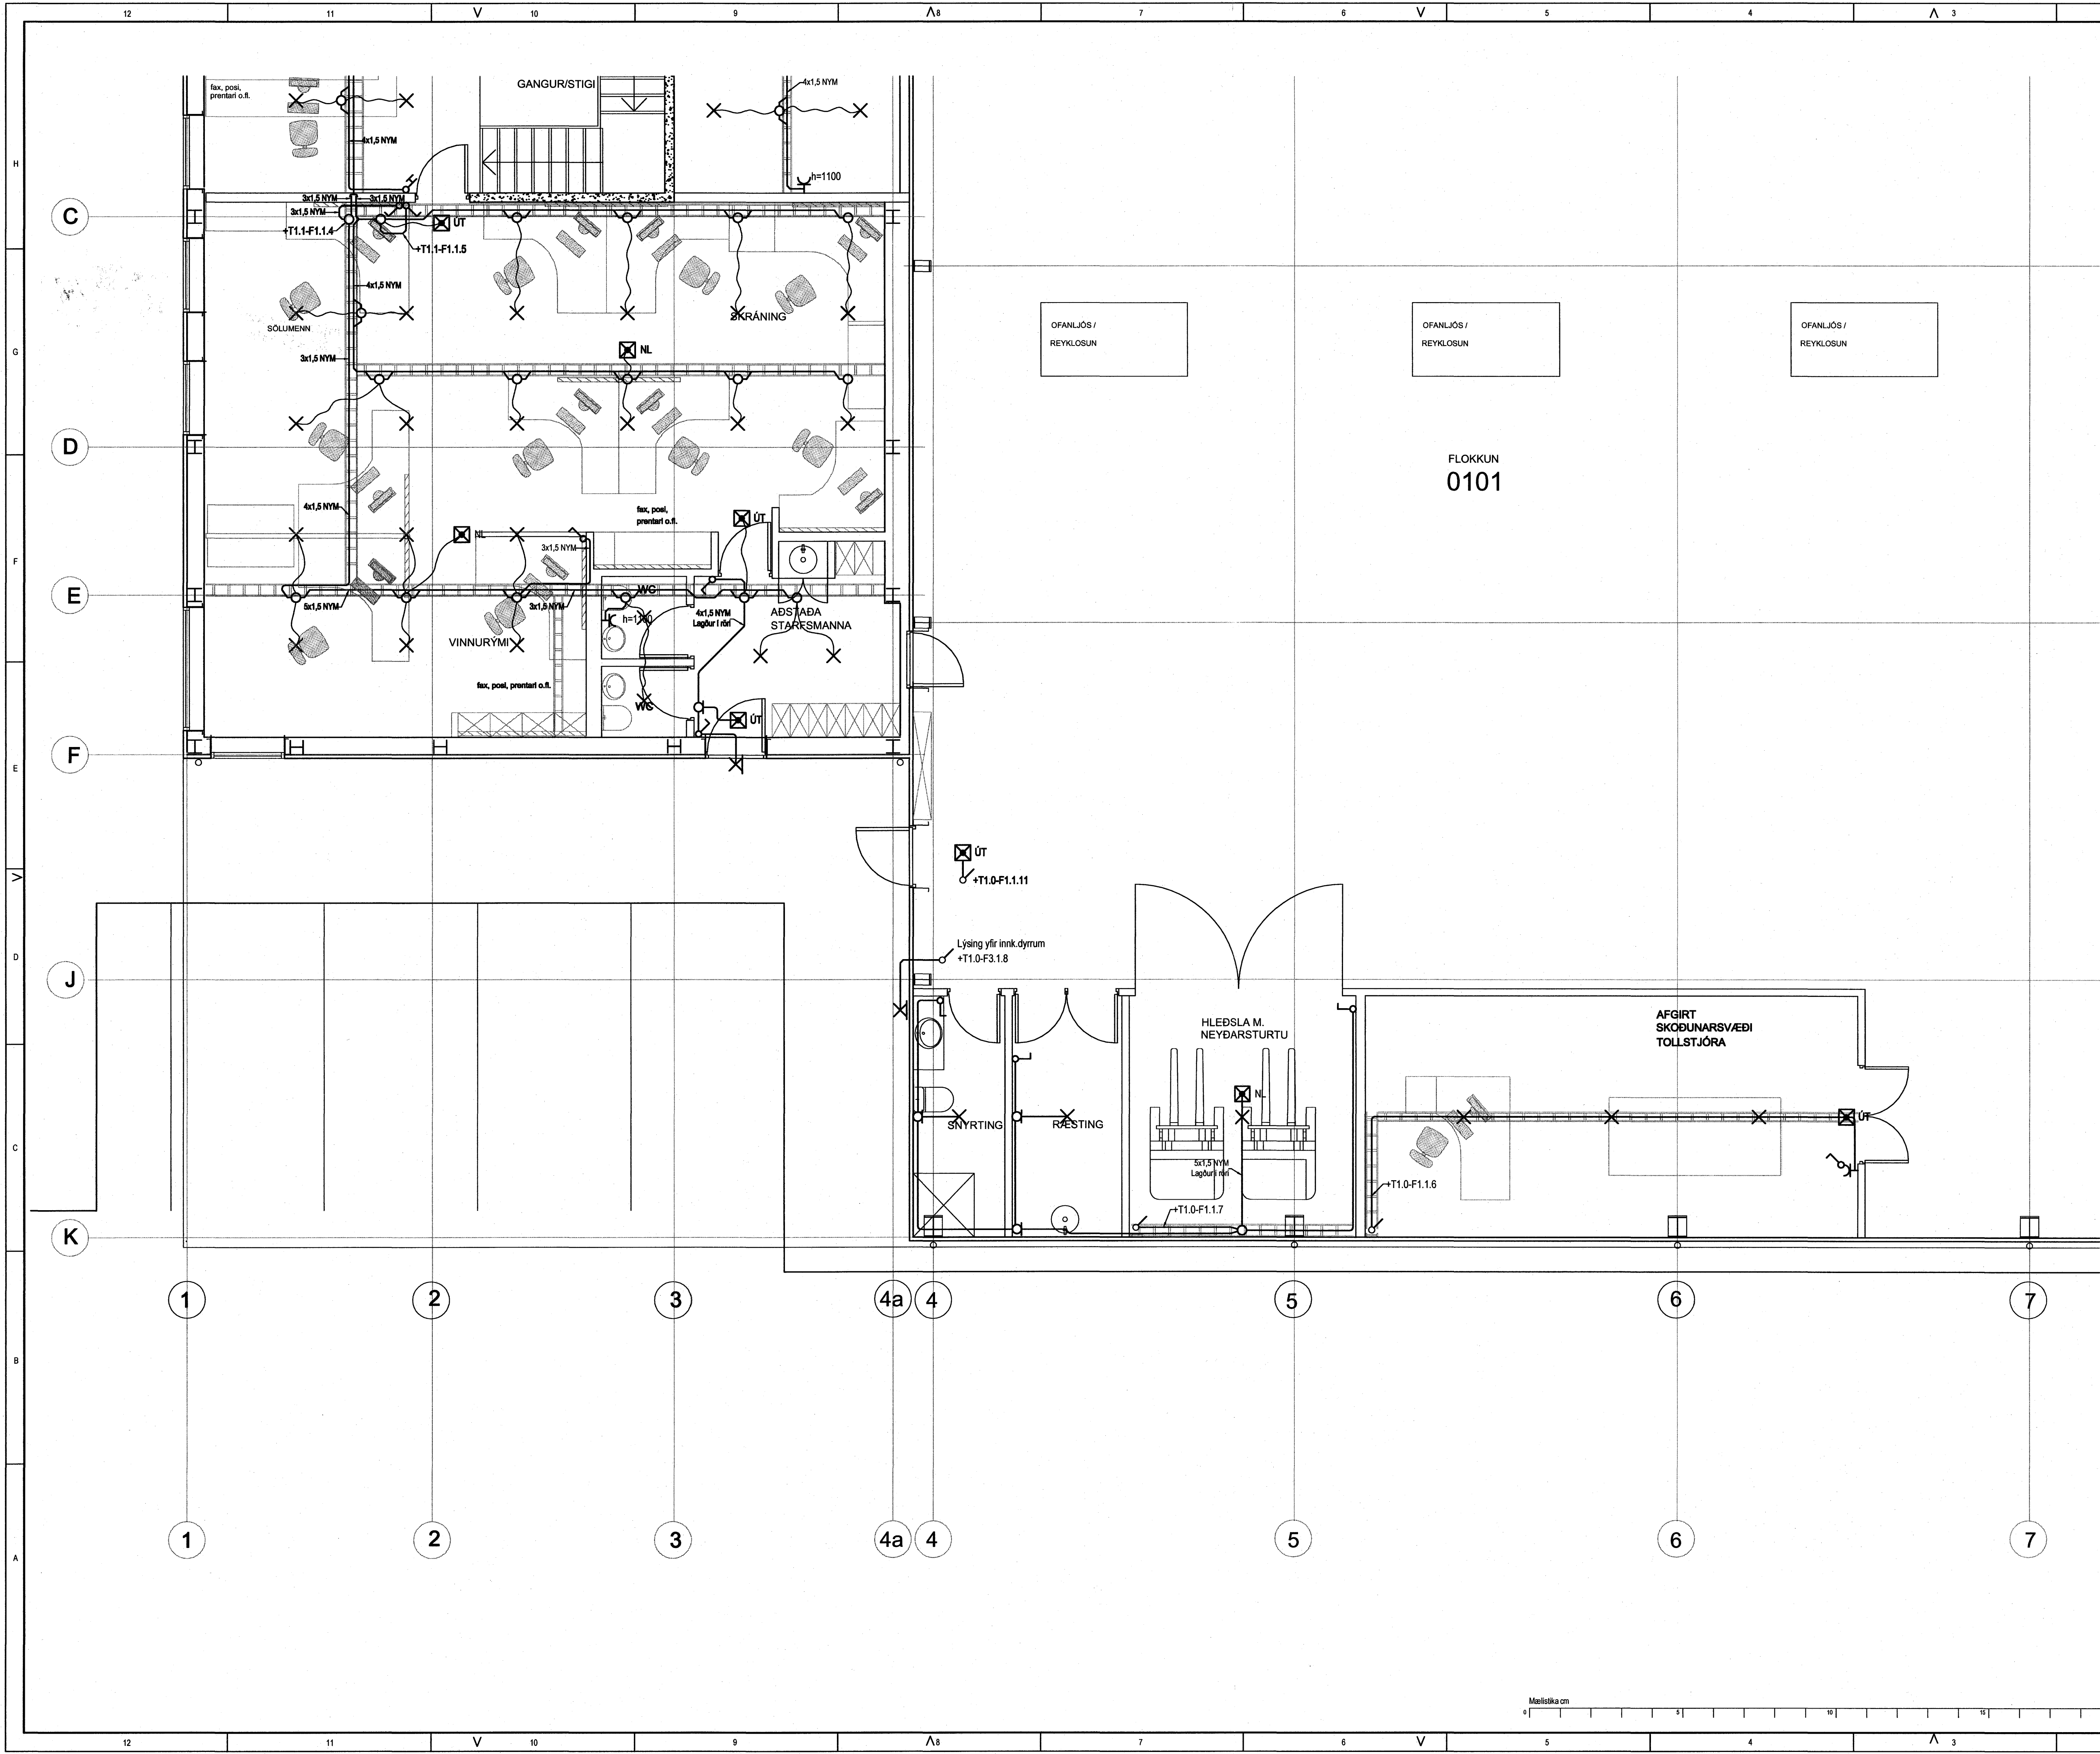 12 11 10 9 8 7 6 5 4 3
H
G
F
E
D
C
B
A
fax, posi,
prentari o.fl.
GANGUR/STIGI
4x1,5 NYM
4x1,5 NYM
h=1100
3x1,5 NYM
3x1,5 NYM
3x1,5 NYM
C
+T1.1-F1.1.4
ÚT
+T1.1-F1.1.5
4x1,5 NYM
SÖLUMENN
SKRÁNING
3x1,5 NYM
NL
OFANLJÓS /
REYKLOSUN
OFANLJÓS /
REYKLOSUN
OFANLJÓS /
REYKLOSUN
D
FLOKKUN
0101
4x1,5 NYM
fax, posi,
prentari o.fl.
ÚT
NL
3x1,5 NYM
E
5x1,5 NYM
3x1,5 NYM
WC
h=1100
4x1,5 NYM
Lagður í röri
AÐSTAÐA
STARFSMANNA
VINNURÝMI
fax, posi, prentari o.fl.
WC
ÚT
F
ÚT
+T1.0-F1.1.11
Lýsing yfir innk.dyrrum
+T1.0-F3.1.8
J
HLEÐSLA M.
NEYÐARSTURTU
AFGIRT
SKOÐUNARSVÆÐI
TOLLSTJÓRA
NL
SNYRTING
RÆSTING
ÚT
5x1,5 NYM
Lagður í röri
+T1.0-F1.1.6
+T1.0-F1.1.7
K
1 2 3 4a 4 5 6 7
1 2 3 4a 4 5 6 7
Mælistika cm
0 5 10 15
12 11 10 9 8 7 6 5 4 3